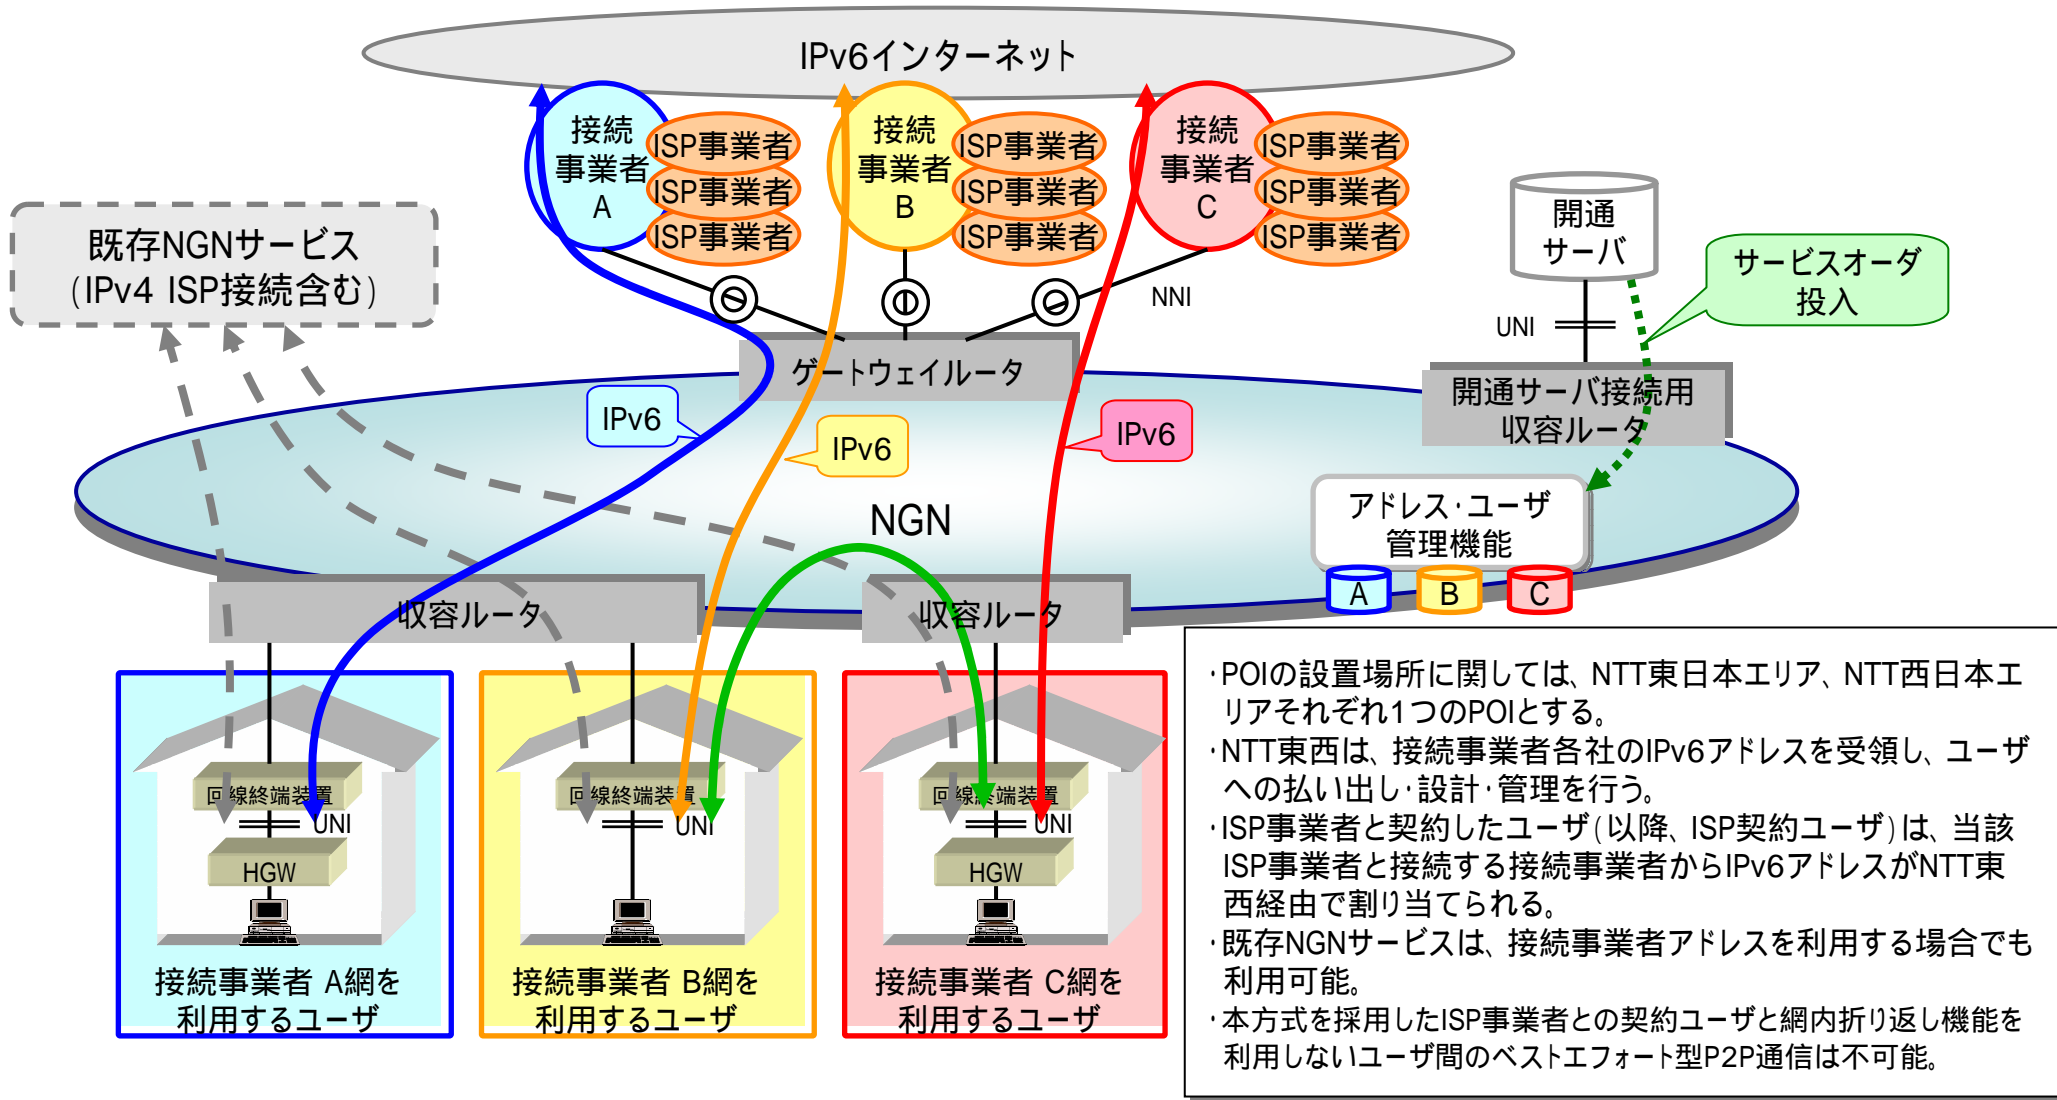 IPv6インターネット
接続
事業者
A
ISP事業者
ISP事業者
ISP事業者
接続
事業者
B
ISP事業者
ISP事業者
ISP事業者
接続
事業者
C
ISP事業者
ISP事業者
ISP事業者
既存NGNサービス
(IPv4 ISP接続含む)
開通
サーバ
サービスオーダ
投入
NNI
UNI
ゲートウェイルータ
開通サーバ接続用
収容ルータ
IPv6
IPv6
IPv6
NGN
アドレス・ユーザ
管理機能
A
B
C
収容ルータ
収容ルータ
回線終端装置
UNI
HGW
接続事業者 A網を
利用するユーザ
回線終端装置
UNI
接続事業者 B網を
利用するユーザ
回線終端装置
UNI
HGW
接続事業者 C網を
利用するユーザ
・POIの設置場所に関しては、NTT東日本エリア、NTT西日本エ
リアそれぞれ1つのPOIとする。
・NTT東西は、接続事業者各社のIPv6アドレスを受領し、ユーザ
への払い出し・設計・管理を行う。
・ISP事業者と契約したユーザ(以降、ISP契約ユーザ)は、当該
ISP事業者と接続する接続事業者からIPv6アドレスがNTT東
西経由で割り当てられる。
・既存NGNサービスは、接続事業者アドレスを利用する場合でも
利用可能。
・本方式を採用したISP事業者との契約ユーザと網内折り返し機能を
利用しないユーザ間のベストエフォート型P2P通信は不可能。